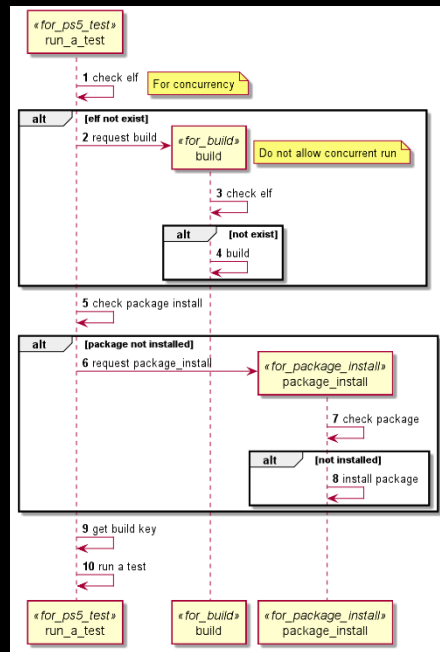 «for_ps5_test»
run_a_test
1 check elf
For concurrency
alt [elf not exist]
2 request build
«for_build»
build
Do not allow concurrent run
3 check elf
alt [not exist]
4 build
5 check package install
alt [package not installed]
6 request package_install
«for_package_install»
package_install
7 check package
alt [not installed]
8 install package
9 get build key
10 run a test
«for_ps5_test»
run_a_test
«for_build»
build
«for_package_install»
package_install